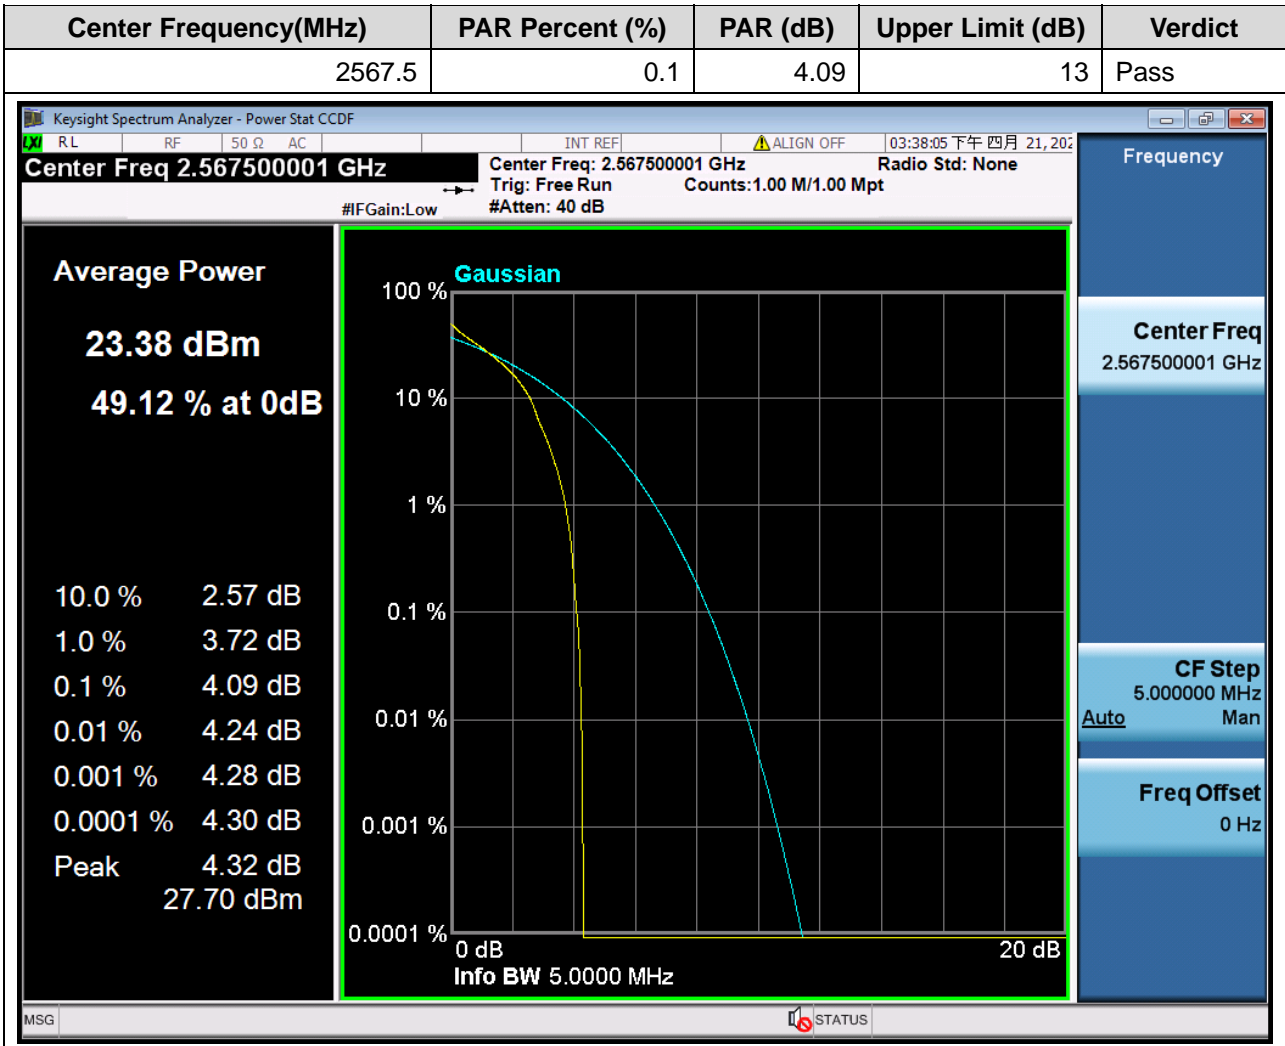 Center Frequency(MHz) PAR Percent (%) PAR (dB) Upper Limit (dB) Verdict
2567.5 0.1 4.09 13 Pass
Keysight Spectrum Analyzer - Power Stat CCDF
LXI RL RF 50 Ω AC INT REF ALIGN OFF 03:38:05 下午 四月 21, 202
Center Freq 2.567500001 GHz
Center Freq: 2.567500001 GHz Radio Std: None
Trig: Free Run Counts:1.00 M/1.00 Mpt
#IFGain:Low #Atten: 40 dB
Average Power
23.38 dBm
49.12 % at 0dB
10.0 % 2.57 dB
1.0 % 3.72 dB
0.1 % 4.09 dB
0.01 % 4.24 dB
0.001 % 4.28 dB
0.0001 % 4.30 dB
Peak 4.32 dB
27.70 dBm
Gaussian
100 %
10 %
1 %
0.1 %
0.01 %
0.001 %
0.0001 %
0 dB 20 dB
Info BW 5.0000 MHz
Frequency
Center Freq
2.567500001 GHz
CF Step
5.000000 MHz
Auto Man
Freq Offset
0 Hz
MSG STATUS